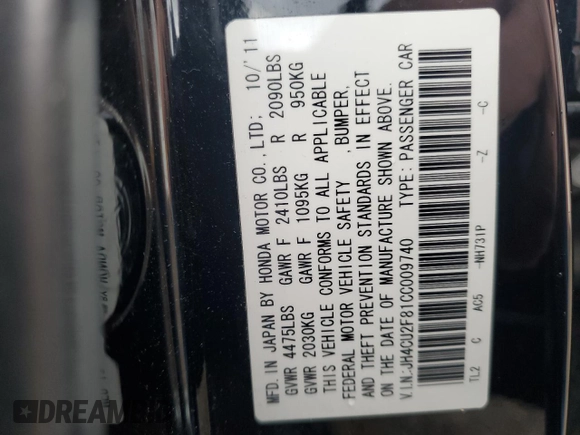 MFD. IN JAPAN BY HONDA MOTOR CO., LTD; 10/'11
GVWR 4475LBS GAWR F 2410LBS R 2090LBS
GVWR 2030KG GAWR F 1095KG R 950KG
THIS VEHICLE CONFORMS TO ALL APPLICABLE
FEDERAL MOTOR VEHICLE SAFETY , BUMPER,
AND THEFT PREVENTION STANDARDS IN EFFECT
ON THE DATE OF MANUFACTURE SHOWN ABOVE.
V.I.N.:JH4CU2F81CC009740 TYPE: PASSENGER CAR
TL2 C AC5 -NH731P -Z -C
DREAMBID